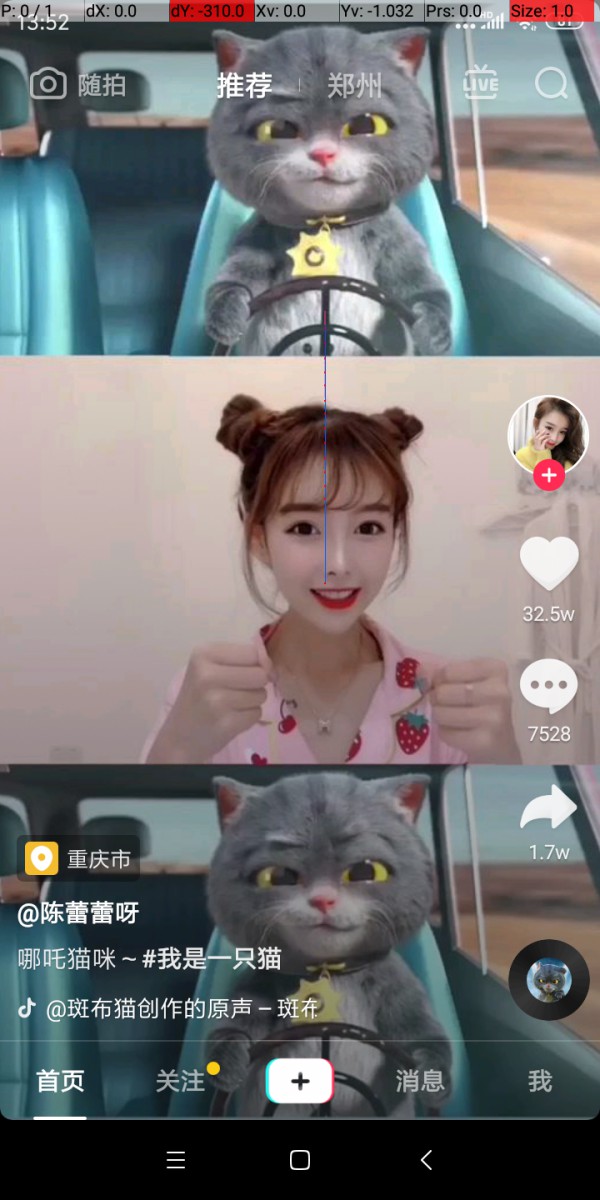 P: 0 / 1 dX: 0.0 dY: -310.0 Xv: 0.0 Yv: -1.032 Prs: 0.0 Size: 1.0
13:52 HD 61
随拍 推荐 郑州 LIVE
32.5w
7528
1.7w
重庆市
@陈蕾蕾呀
哪吒猫咪~#我是一只猫
@斑布猫创作的原声 – 斑布
首页 关注 消息 我